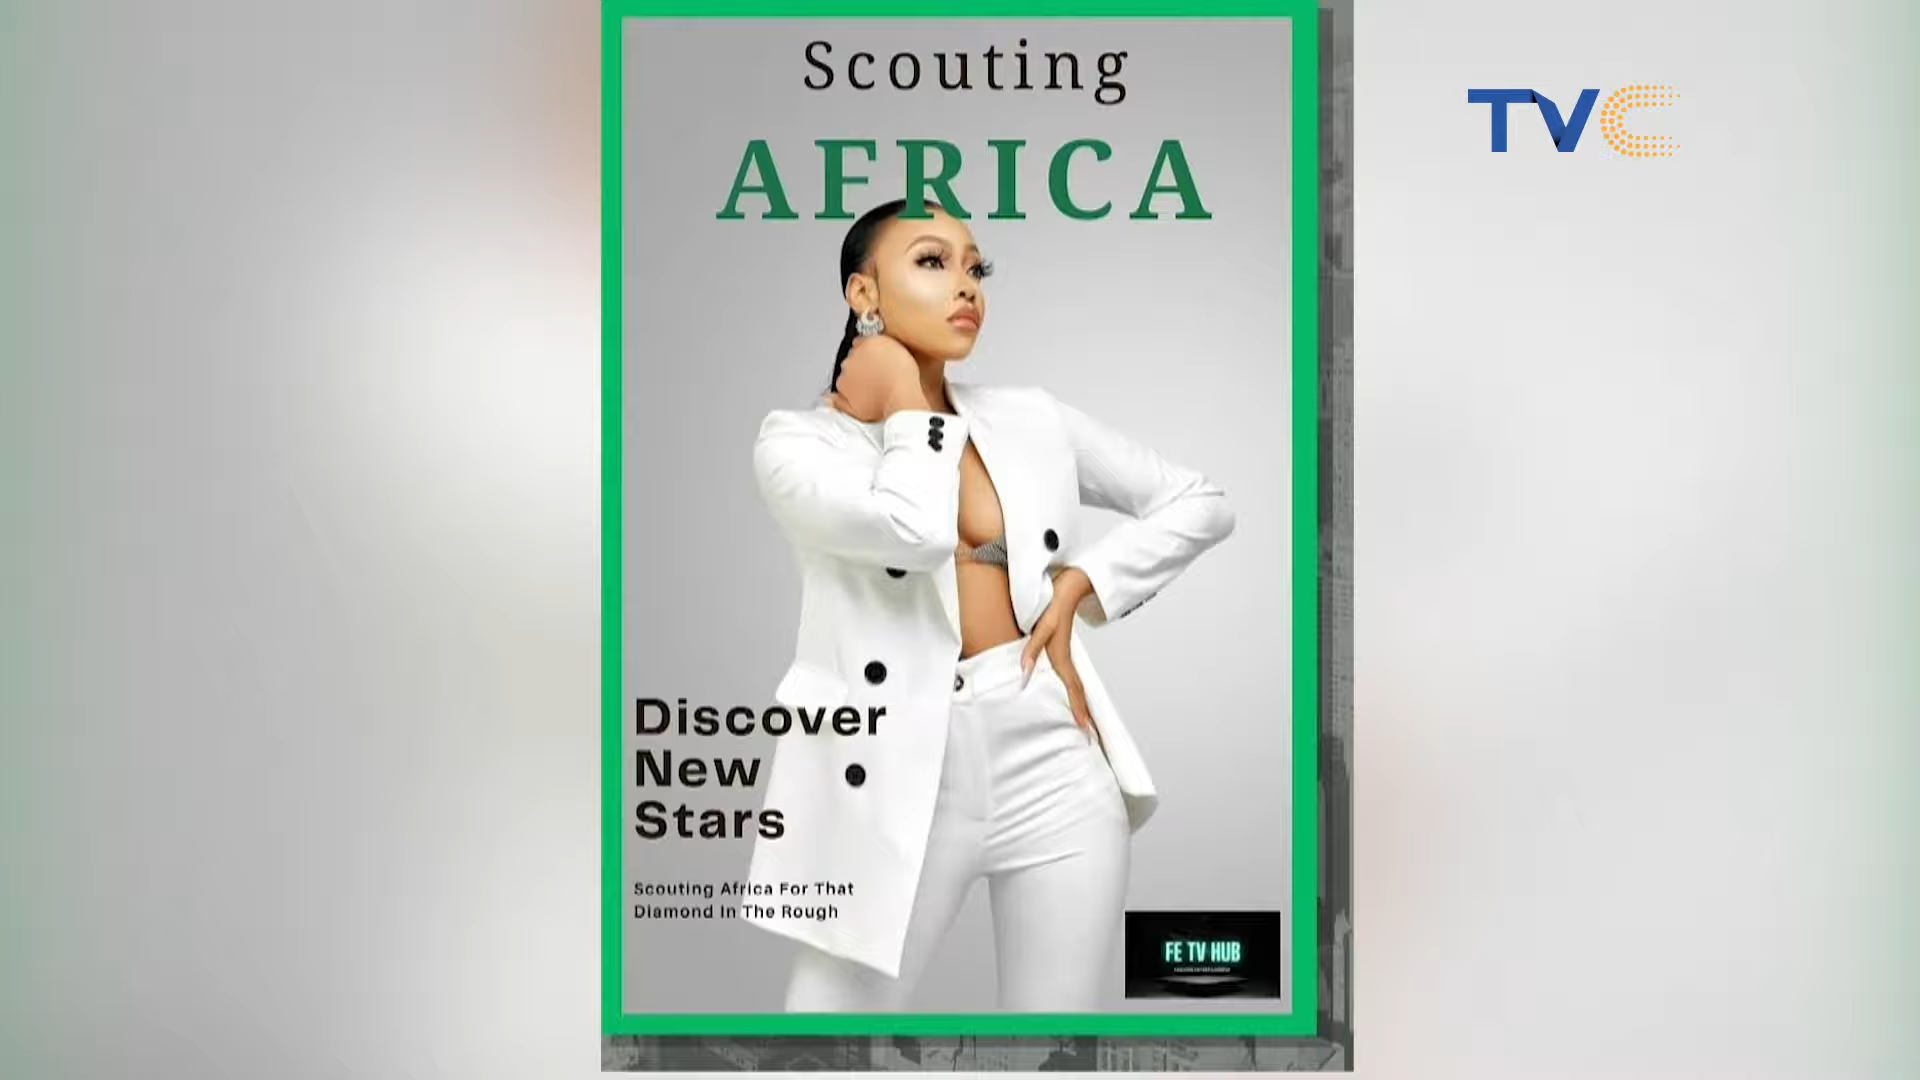 Scouting
AFRICA
TVC
Discover
New
Stars
Scouting Africa For That
Diamond In The Rough
FE TV HUB